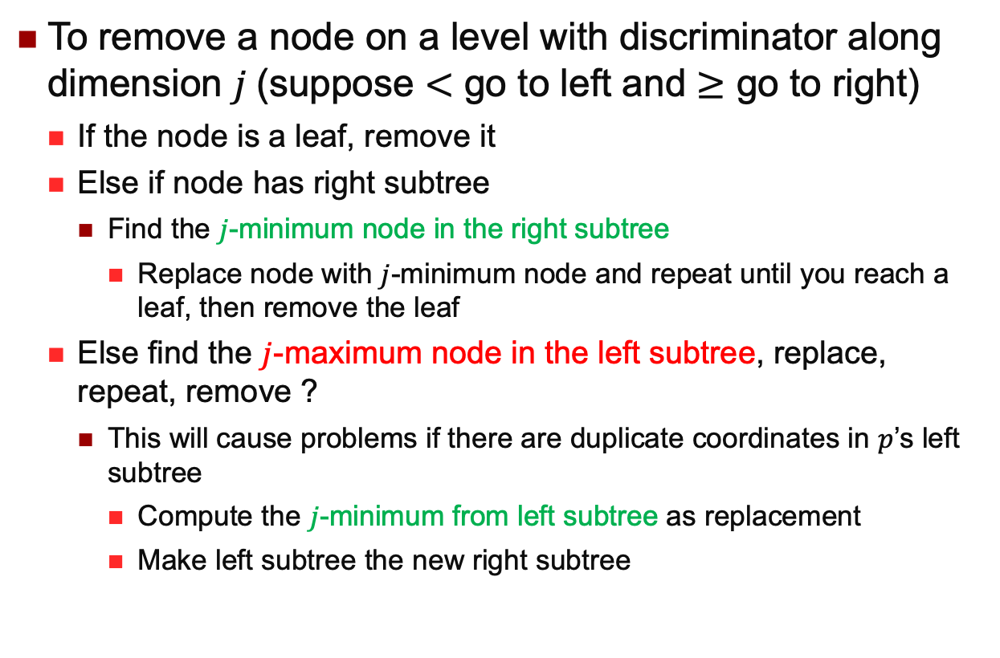 To remove a node on a level with discriminator along
dimension j (suppose < go to left and ≥ go to right)
If the node is a leaf, remove it
Else if node has right subtree
Find the j-minimum node in the right subtree
Replace node with j-minimum node and repeat until you reach a
leaf, then remove the leaf
Else find the j-maximum node in the left subtree, replace,
repeat, remove ?
This will cause problems if there are duplicate coordinates in p’s left
subtree
Compute the j-minimum from left subtree as replacement
Make left subtree the new right subtree